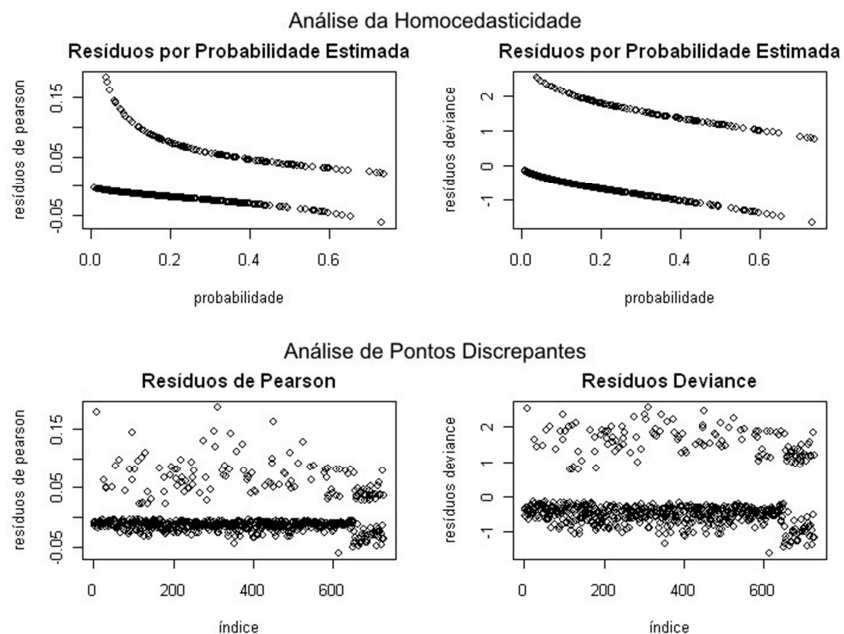 Análise da Homocedasticidade
Resíduos por Probabilidade Estimada
resíduos de pearson
0.15
0.05
-0.05
0.0 0.2 0.4 0.6
probabilidade
Resíduos por Probabilidade Estimada
resíduos deviance
2
1
0
-1
0.0 0.2 0.4 0.6
probabilidade
Análise de Pontos Discrepantes
Resíduos de Pearson
resíduos de pearson
0.15
0.05
-0.05
0 200 400 600
índice
Resíduos Deviance
resíduos deviance
2
1
0
-1
0 200 400 600
índice